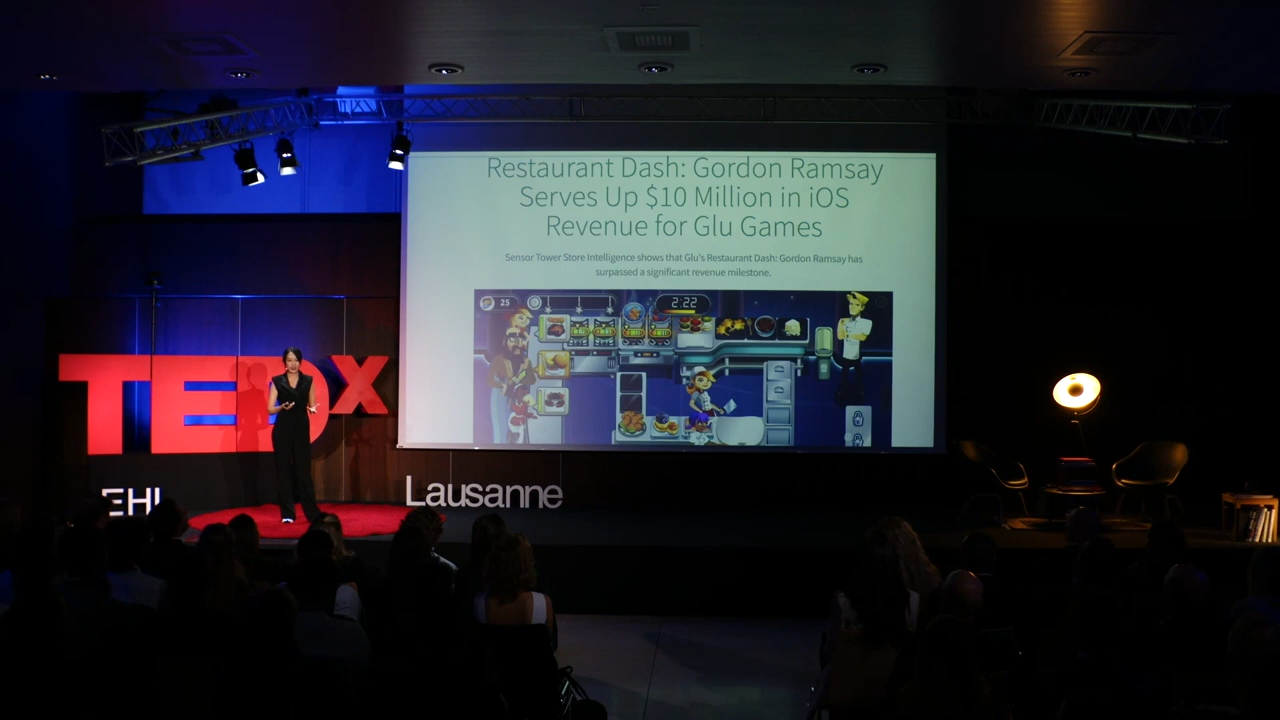 Restaurant Dash: Gordon Ramsay
Serves Up $10 Million in iOS
Revenue for Glu Games
Sensor Tower Store Intelligence shows that Glu's Restaurant Dash: Gordon Ramsay has
surpassed a significant revenue milestone.
25
2:22
TEDx
EHL
Lausanne